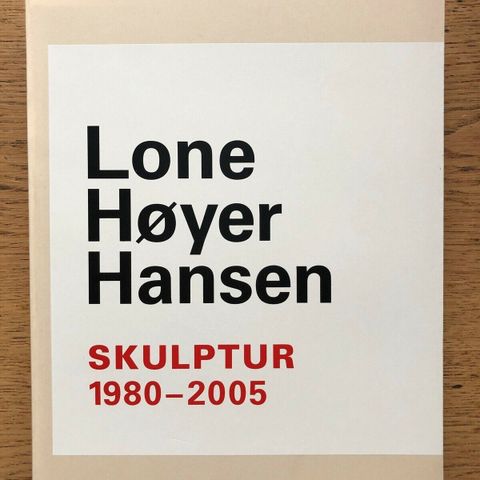 Lone
Høyer
Hansen
SKULPTUR
1980–2005